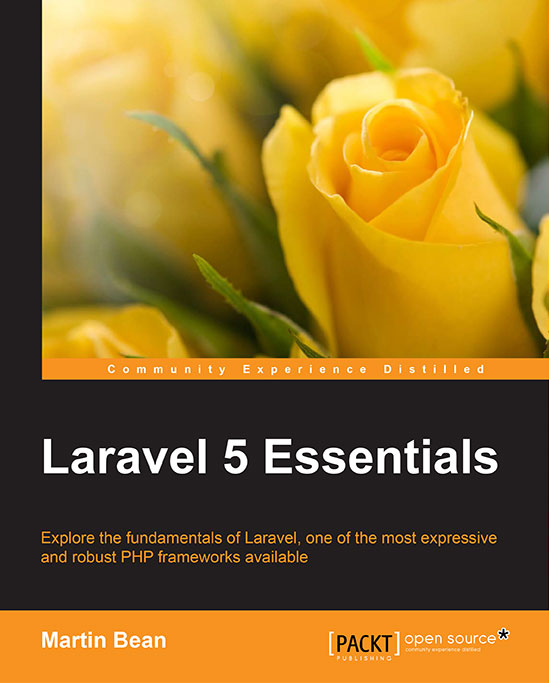 Community Experience Distilled
Laravel 5 Essentials
Explore the fundamentals of Laravel, one of the most expressive
and robust PHP frameworks available
Martin Bean
[PACKT] open source*
PUBLISHING community experience distilled